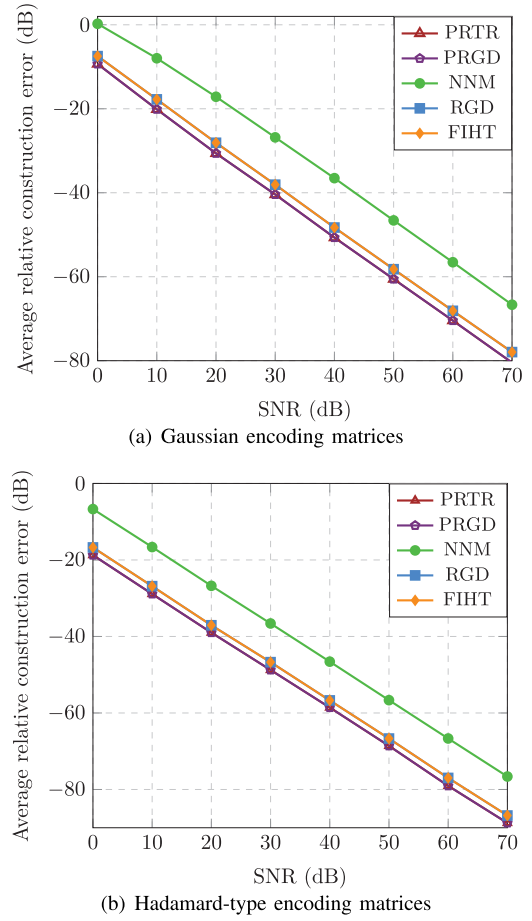 0
−20
−40
−60
−80
Average relative construction error (dB)
PRTR
PRGD
NNM
RGD
FIHT
0 10 20 30 40 50 60 70
SNR (dB)
(a) Gaussian encoding matrices
0
−20
−40
−60
−80
Average relative construction error (dB)
PRTR
PRGD
NNM
RGD
FIHT
0 10 20 30 40 50 60 70
SNR (dB)
(b) Hadamard-type encoding matrices